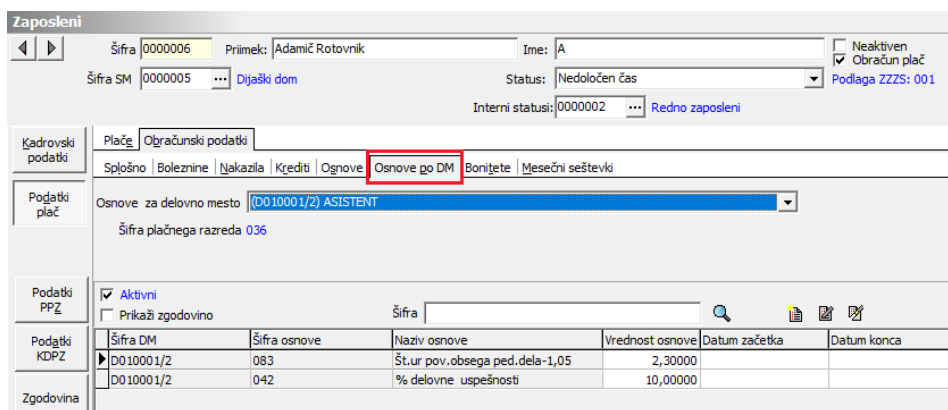 Zaposleni
Šifra 0000006 Priimek: Adamič Rotovnik Ime: A Neaktiven
Obračun plač
Šifra SM 0000005 ... Dijaški dom Status: Nedoločen čas Podlaga ZZZS: 001
Interni statusi: 0000002 ... Redno zaposleni
Kadrovski podatki
Plače Obračunski podatki
Splošno Boleznine Nakazila Krediti Osnove Osnove po DM Bonitete Mesečni seštevki
Podatki plač
Osnove za delovno mesto (D010001/2) ASISTENT
Šifra plačnega razreda 036
Podatki PPZ
Aktivni
Prikaži zgodovino Šifra
Podatki KDPZ
Šifra DM Šifra osnove Naziv osnove Vrednost osnove Datum začetka Datum konca
D010001/2 083 Št.ur pov.obsega ped.dela-1,05 2,30000
D010001/2 042 % delovne uspešnosti 10,00000
Zgodovina